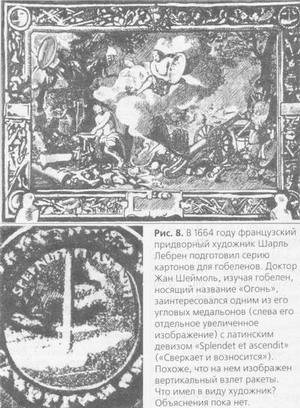 Рис. 8. В 1664 году французский
придворный художник Шарль
Лебрен подготовил серию
картонов для гобеленов. Доктор
Жан Шеймоль, изучая гобелен,
носящий название «Огонь»,
заинтересовался одним из его
угловых медальонов (слева его
отдельное увеличенное
изображение) с латинским
девизом «Splendet et ascendit»
(«Сверкает и возносится»).
Похоже, что на нем изображен
вертикальный взлет ракеты.
Что имел в виду художник?
Объяснения пока нет.